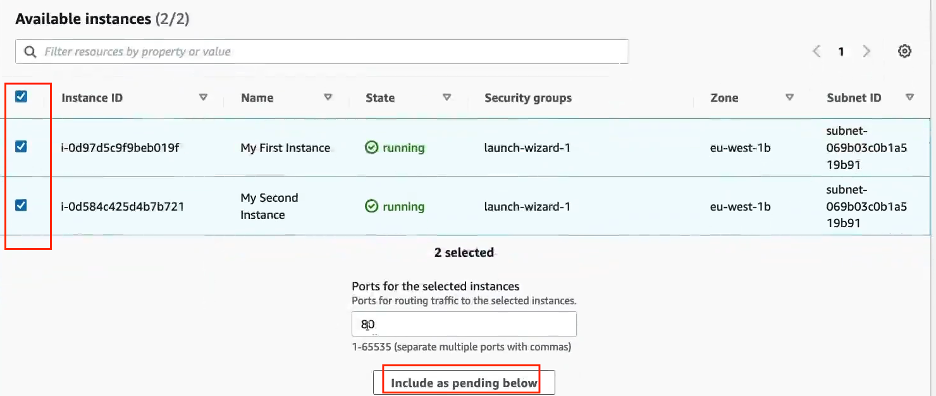 Available instances (2/2)
Filter resources by property or value
1
Instance ID Name State Security groups Zone Subnet ID
i-0d97d5c9f9beb019f My First Instance running launch-wizard-1 eu-west-1b subnet-069b03c0b1a519b91
i-0d584c425d4b7b721 My Second Instance running launch-wizard-1 eu-west-1b subnet-069b03c0b1a519b91
2 selected
Ports for the selected instances
Ports for routing traffic to the selected instances.
80
1-65535 (separate multiple ports with commas)
Include as pending below